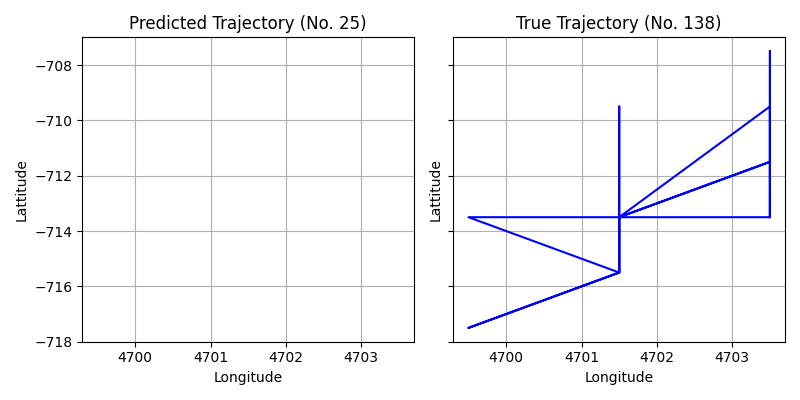 Predicted Trajectory (No. 25)
True Trajectory (No. 138)
−708
−710
−712
−714
−716
−718
Lattitude
Lattitude
4700 4701 4702 4703
4700 4701 4702 4703
Longitude
Longitude